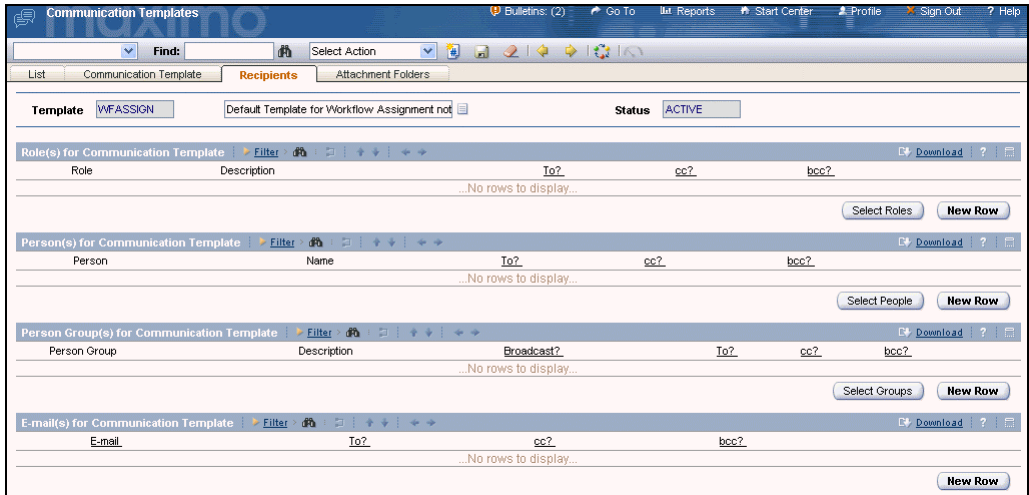 Communication Templates Bulletins: (2) Go To Reports Start Center Profile Sign Out ? Help
maximo
Find: Select Action
List Communication Template Recipients Attachment Folders
Template WFASSIGN Default Template for Workflow Assignment not Status ACTIVE
Role(s) for Communication Template Filter Download ?
Role Description To? cc? bcc?
...No rows to display...
Select Roles New Row
Person(s) for Communication Template Filter Download ?
Person Name To? cc? bcc?
...No rows to display...
Select People New Row
Person Group(s) for Communication Template Filter Download ?
Person Group Description Broadcast? To? cc? bcc?
...No rows to display...
Select Groups New Row
E-mail(s) for Communication Template Filter Download ?
E-mail To? cc? bcc?
...No rows to display...
New Row